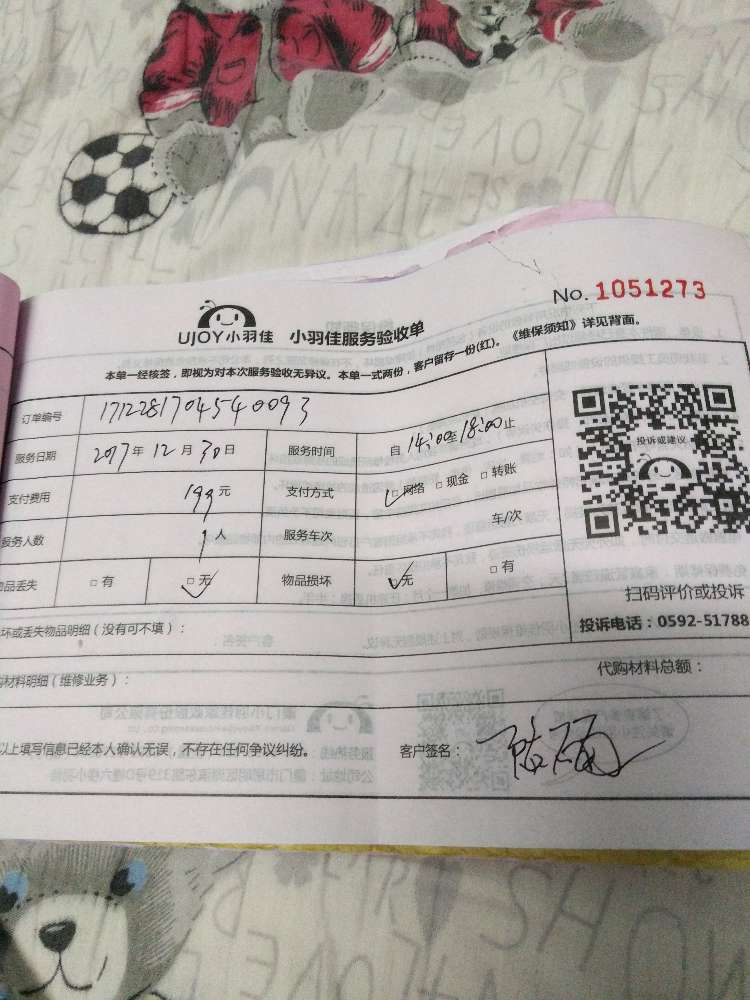 No. 1051273
UJOY小羽佳 小羽佳服务验收单
本单一经核签，即视为对本次服务验收无异议。本单一式两份，客户留存一份(红)。《维保须知》详见背面。
订单编号 1712281704540093
服务日期 2017年12月30日 服务时间 自14:00至18:00止
支付费用 199元 支付方式 □网络 □现金 □转账
服务人数 1人 服务车次 车/次
物品丢失 □有 □无 物品损坏 □无 □有
投诉或建议
扫码评价或投诉
投诉电话：0592-51788
坏或丢失物品明细（没有可不填）：
材料明细（维修业务）： 代购材料总额：
以上填写信息已经本人确认无误，不存在任何争议纠纷。 客户签名：